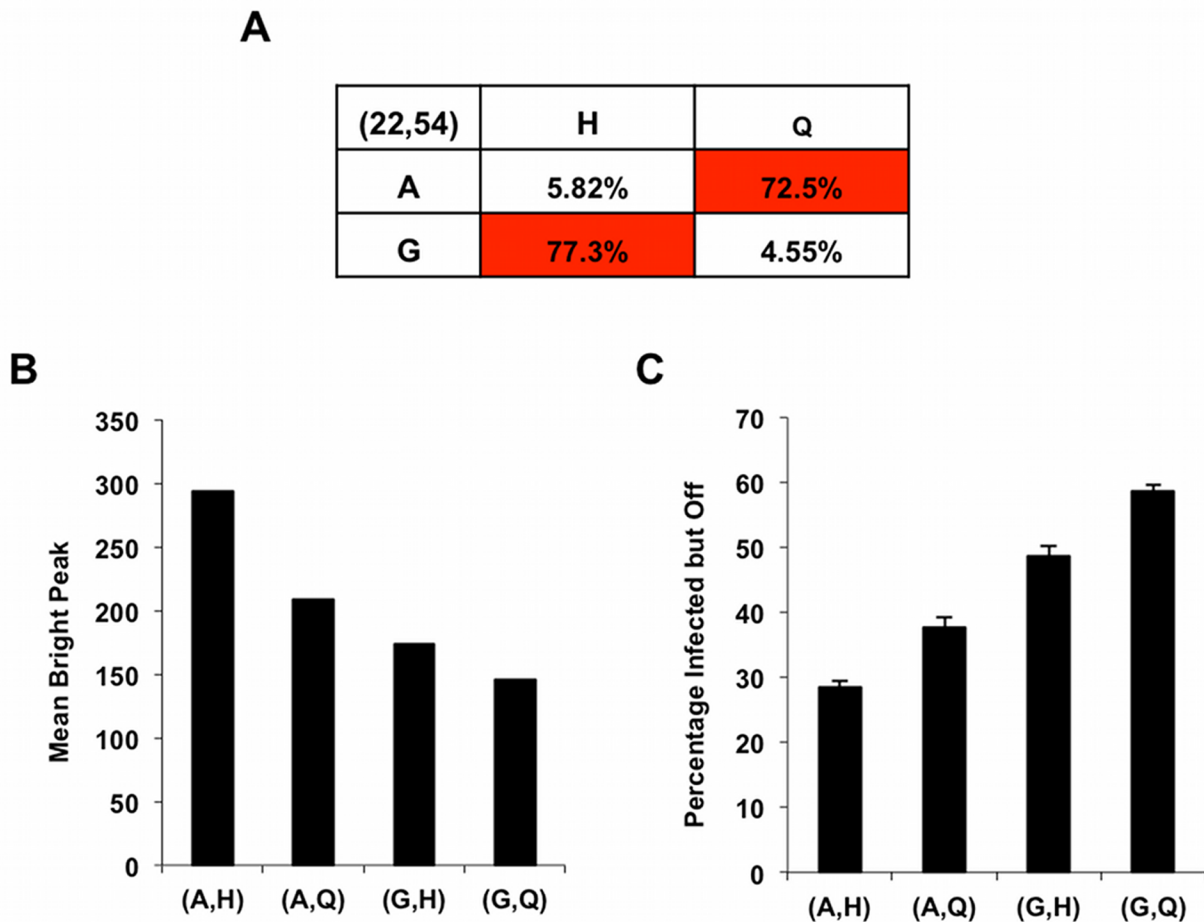 A
(22,54) H Q
A 5.82% 72.5%
G 77.3% 4.55%
B
Mean Bright Peak
350
300
250
200
150
100
50
0
(A,H) (A,Q) (G,H) (G,Q)
C
Percentage Infected but Off
70
60
50
40
30
20
10
0
(A,H) (A,Q) (G,H) (G,Q)